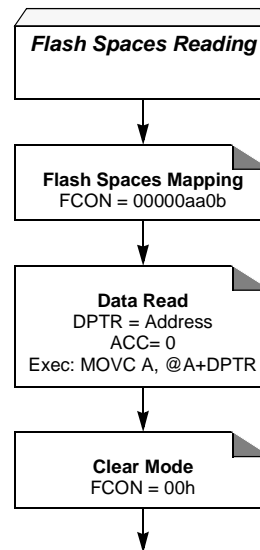 Flash Spaces Reading
Flash Spaces Mapping
FCON = 00000aa0b
Data Read
DPTR = Address
ACC= 0
Exec: MOVC A, @A+DPTR
Clear Mode
FCON = 00h